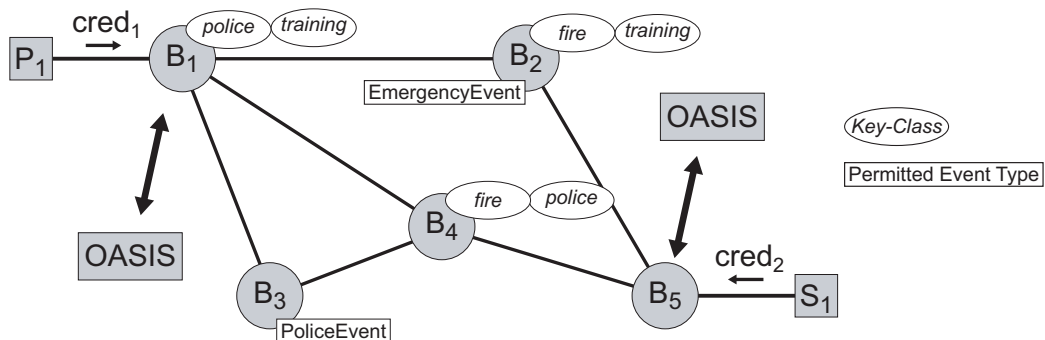 cred1
police training
fire training
P1
B1
B2
EmergencyEvent
OASIS
Key-Class
Permitted Event Type
fire police
B4
OASIS
cred2
B3
B5
S1
PoliceEvent